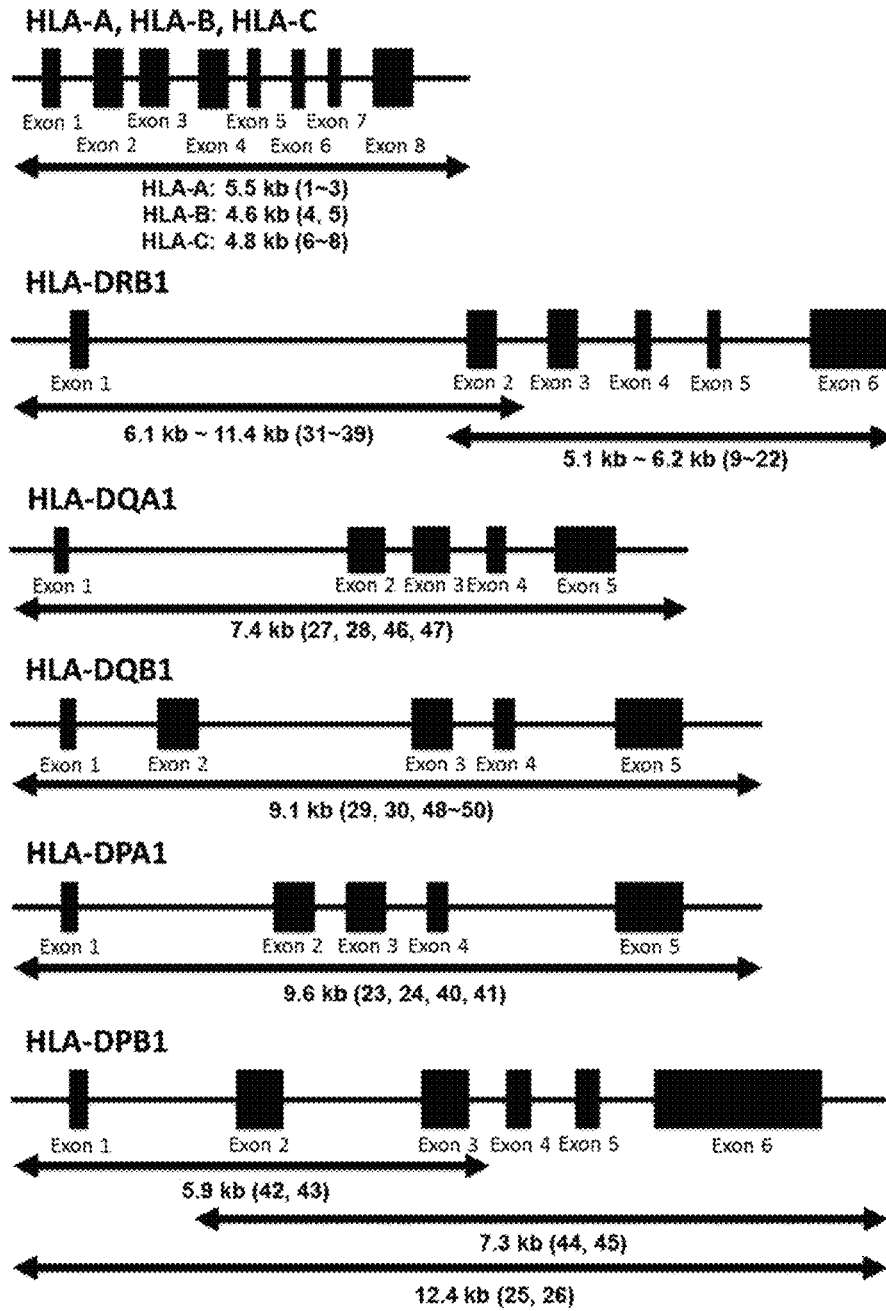 HLA-A, HLA-B, HLA-C
Exon 1 Exon 3 Exon 5 Exon 7
Exon 2 Exon 4 Exon 6 Exon 8
HLA-A: 5.5 kb (1~3)
HLA-B: 4.6 kb (4, 5)
HLA-C: 4.8 kb (6~8)
HLA-DRB1
Exon 1 Exon 2 Exon 3 Exon 4 Exon 5 Exon 6
6.1 kb ~ 11.4 kb (31~39)
5.1 kb ~ 6.2 kb (9~22)
HLA-DQA1
Exon 1 Exon 2 Exon 3 Exon 4 Exon 5
7.4 kb (27, 28, 46, 47)
HLA-DQB1
Exon 1 Exon 2 Exon 3 Exon 4 Exon 5
9.1 kb (29, 30, 48~50)
HLA-DPA1
Exon 1 Exon 2 Exon 3 Exon 4 Exon 5
9.6 kb (23, 24, 40, 41)
HLA-DPB1
Exon 1 Exon 2 Exon 3 Exon 4 Exon 5 Exon 6
5.9 kb (42, 43)
7.3 kb (44, 45)
12.4 kb (25, 26)